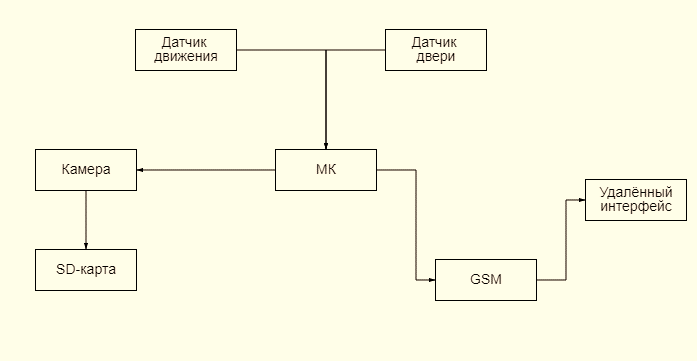 Датчик
движения
Датчик
двери
Камера
МК
Удалённый
интерфейс
SD-карта
GSM